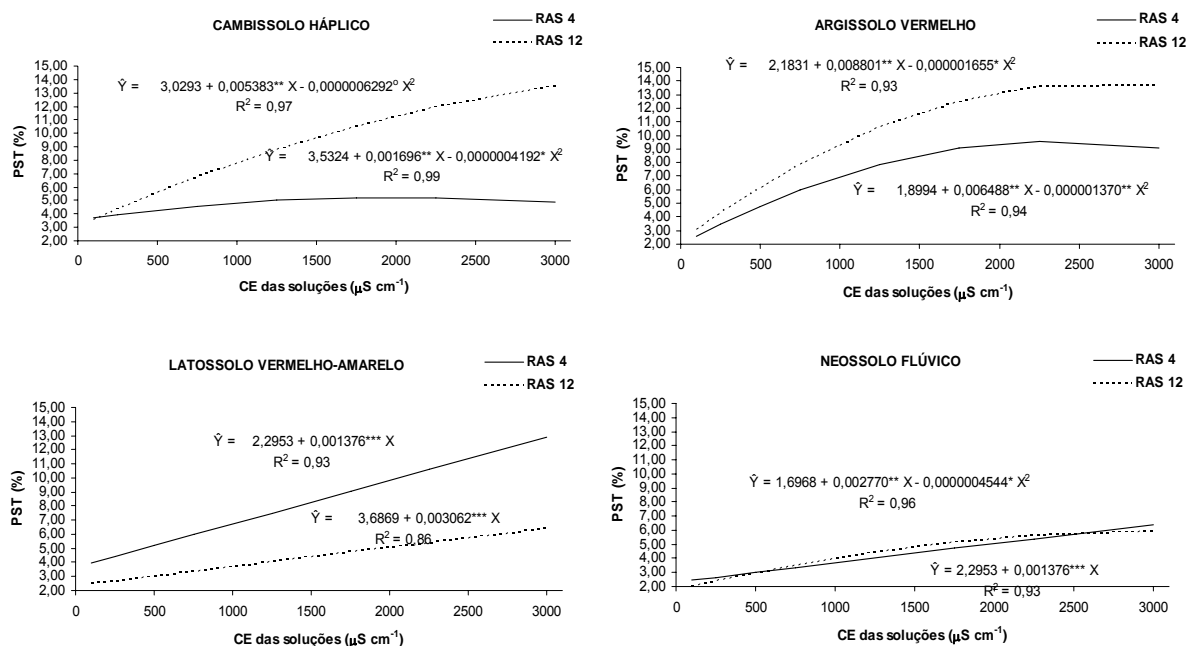 CAMBISSOLO HÁPLICO
RAS 4
RAS 12
Ŷ = 3,0293 + 0,005383** X - 0,0000006292° X²
R² = 0,97
Ŷ = 3,5324 + 0,001696** X - 0,0000004192* X²
R² = 0,99
PST (%)
15,00
14,00
13,00
12,00
11,00
10,00
9,00
8,00
7,00
6,00
5,00
4,00
3,00
2,00
0 500 1000 1500 2000 2500 3000
CE das soluções (µS cm⁻¹)
ARGISSOLO VERMELHO
RAS 4
RAS 12
Ŷ = 2,1831 + 0,008801** X - 0,000001655* X²
R² = 0,93
Ŷ = 1,8994 + 0,006488** X - 0,000001370** X²
R² = 0,94
PST (%)
15,00
14,00
13,00
12,00
11,00
10,00
9,00
8,00
7,00
6,00
5,00
4,00
3,00
2,00
0 500 1000 1500 2000 2500 3000
CE das soluções (µS cm⁻¹)
LATOSSOLO VERMELHO-AMARELO
RAS 4
RAS 12
Ŷ = 2,2953 + 0,001376*** X
R² = 0,93
Ŷ = 3,6869 + 0,003062*** X
R² = 0,86
PST (%)
15,00
14,00
13,00
12,00
11,00
10,00
9,00
8,00
7,00
6,00
5,00
4,00
3,00
2,00
0 500 1000 1500 2000 2500 3000
CE das soluções (µS cm⁻¹)
NEOSSOLO FLÚVICO
RAS 4
RAS 12
Ŷ = 1,6968 + 0,002770** X - 0,0000004544* X²
R² = 0,96
Ŷ = 2,2953 + 0,001376*** X
R² = 0,93
PST (%)
15,00
14,00
13,00
12,00
11,00
10,00
9,00
8,00
7,00
6,00
5,00
4,00
3,00
2,00
0 500 1000 1500 2000 2500 3000
CE das soluções (µS cm⁻¹)